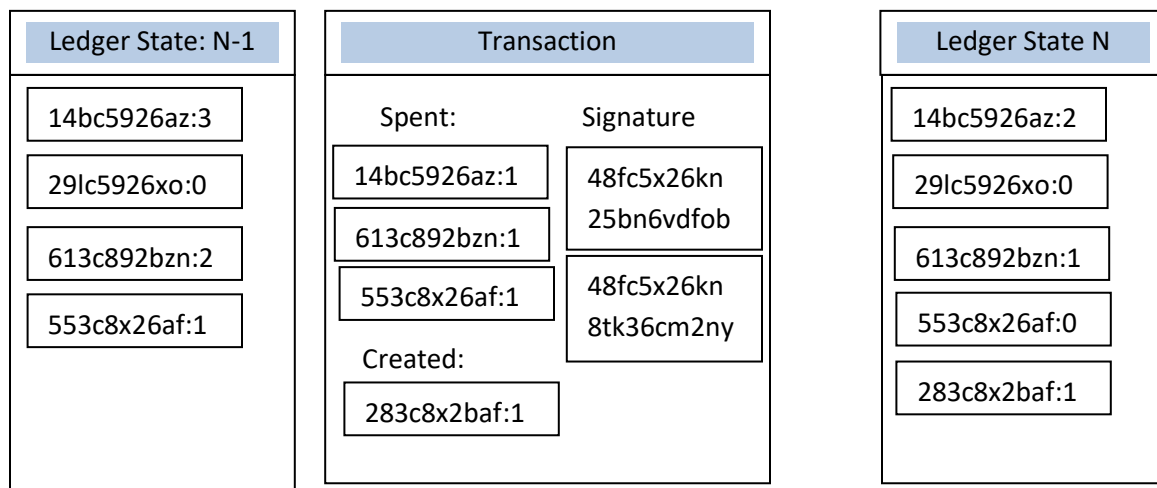 Ledger State: N-1
14bc5926az:3
29lc5926xo:0
613c892bzn:2
553c8x26af:1
Transaction
Spent:
14bc5926az:1
613c892bzn:1
553c8x26af:1
Created:
283c8x2baf:1
Signature
48fc5x26kn
25bn6vdfob
48fc5x26kn
8tk36cm2ny
Ledger State N
14bc5926az:2
29lc5926xo:0
613c892bzn:1
553c8x26af:0
283c8x2baf:1